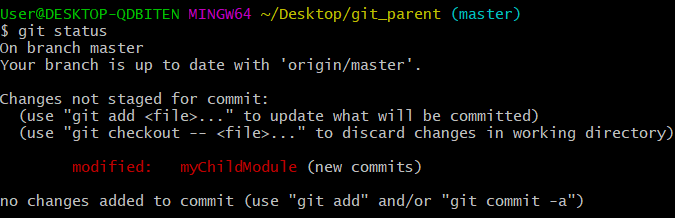 User@DESKTOP-QDBITEN MINGW64 ~/Desktop/git_parent (master)
$ git status
On branch master
Your branch is up to date with 'origin/master'.
Changes not staged for commit:
(use "git add <file>..." to update what will be committed)
(use "git checkout -- <file>..." to discard changes in working directory)
modified: myChildModule (new commits)
no changes added to commit (use "git add" and/or "git commit -a")